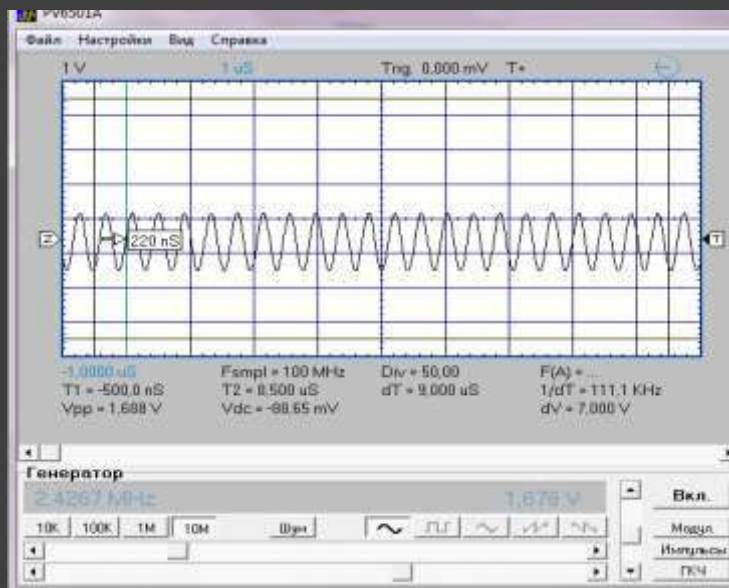 PV6501A
Файл Настройки Вид Справка
1 V 1 uS Trig. 0,000 mV T+
220 nS
T
-1,0000 uS Fsmpl = 100 MHz Div = 50,00 F(A) = ...
T1 = -500,0 nS T2 = 8,500 uS dT = 9,000 uS 1/dT = 111,1 KHz
Vpp = 1,688 V Vdc = -88,65 mV dV = 7,000 V
Генератор
2,4267 MHz 1,676 V
Вкл.
10K 100K 1M 10M Шум
Модул.
Импульсы
ГКЧ